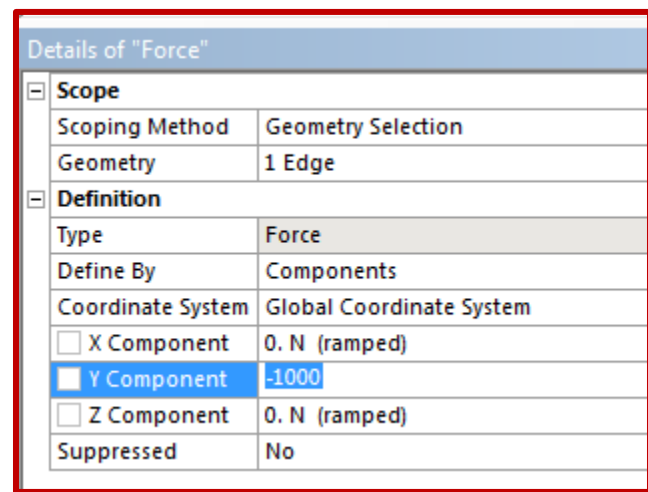 Details of "Force"
Scope
Scoping Method Geometry Selection
Geometry 1 Edge
Definition
Type Force
Define By Components
Coordinate System Global Coordinate System
X Component 0. N (ramped)
Y Component -1000
Z Component 0. N (ramped)
Suppressed No